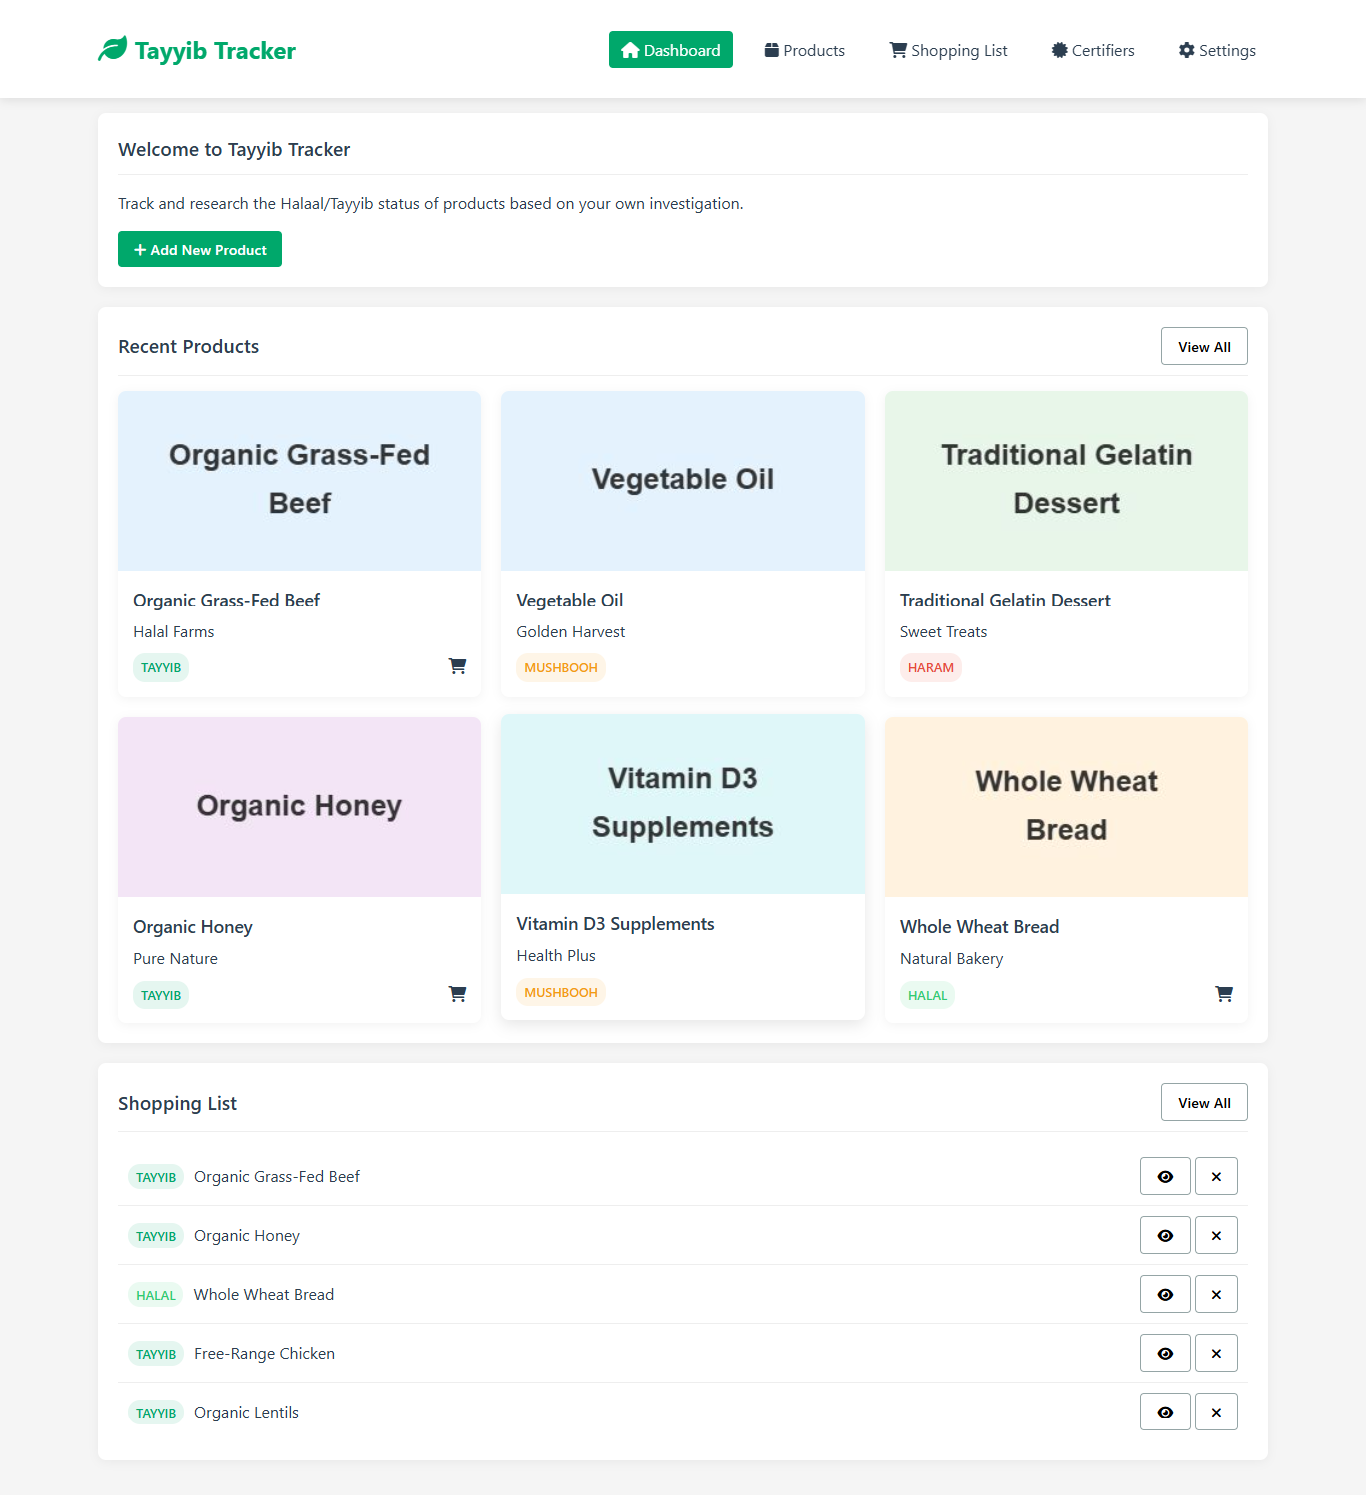 Tayyib Tracker
Dashboard
Products
Shopping List
Certifiers
Settings
Welcome to Tayyib Tracker
Track and research the Halaal/Tayyib status of products based on your own investigation.
Add New Product
Recent Products
View All
Organic Grass-Fed
Beef
Organic Grass-Fed Beef
Halal Farms
TAYYIB
Vegetable Oil
Vegetable Oil
Golden Harvest
MUSHBOOH
Traditional Gelatin
Dessert
Traditional Gelatin Dessert
Sweet Treats
HARAM
Organic Honey
Organic Honey
Pure Nature
TAYYIB
Vitamin D3
Supplements
Vitamin D3 Supplements
Health Plus
MUSHBOOH
Whole Wheat
Bread
Whole Wheat Bread
Natural Bakery
HALAL
Shopping List
View All
TAYYIB Organic Grass-Fed Beef
TAYYIB Organic Honey
HALAL Whole Wheat Bread
TAYYIB Free-Range Chicken
TAYYIB Organic Lentils